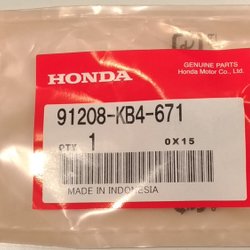 GENUINE PARTS
Honda Motor Co., Ltd.
HONDA
91208-KB4-671
QTY 1 0X15
MADE IN INDONESIA